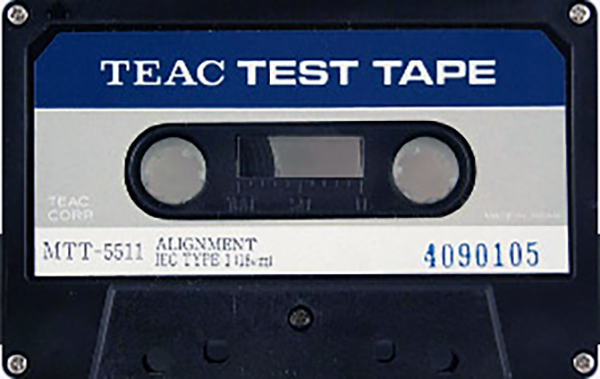 TEAC TEST TAPE
TEAC
CORP.
MTT-5511
ALIGNMENT
IEC TYPE I
4090105